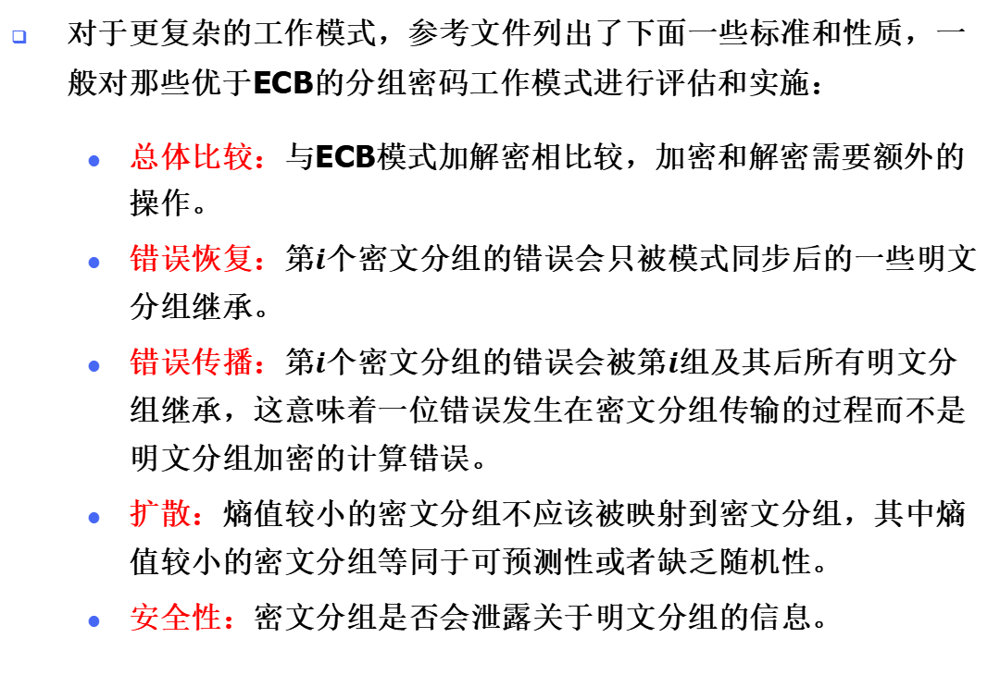 对于更复杂的工作模式，参考文件列出了下面一些标准和性质，一
般对那些优于ECB的分组密码工作模式进行评估和实施：
总体比较：与ECB模式加解密相比较，加密和解密需要额外的
操作。
错误恢复：第i个密文分组的错误会只被模式同步后的一些明文
分组继承。
错误传播：第i个密文分组的错误会被第i组及其后所有明文分
组继承，这意味着一位错误发生在密文分组传输的过程而不是
明文分组加密的计算错误。
扩散：熵值较小的密文分组不应该被映射到密文分组，其中熵
值较小的密文分组等同于可预测性或者缺乏随机性。
安全性：密文分组是否会泄露关于明文分组的信息。